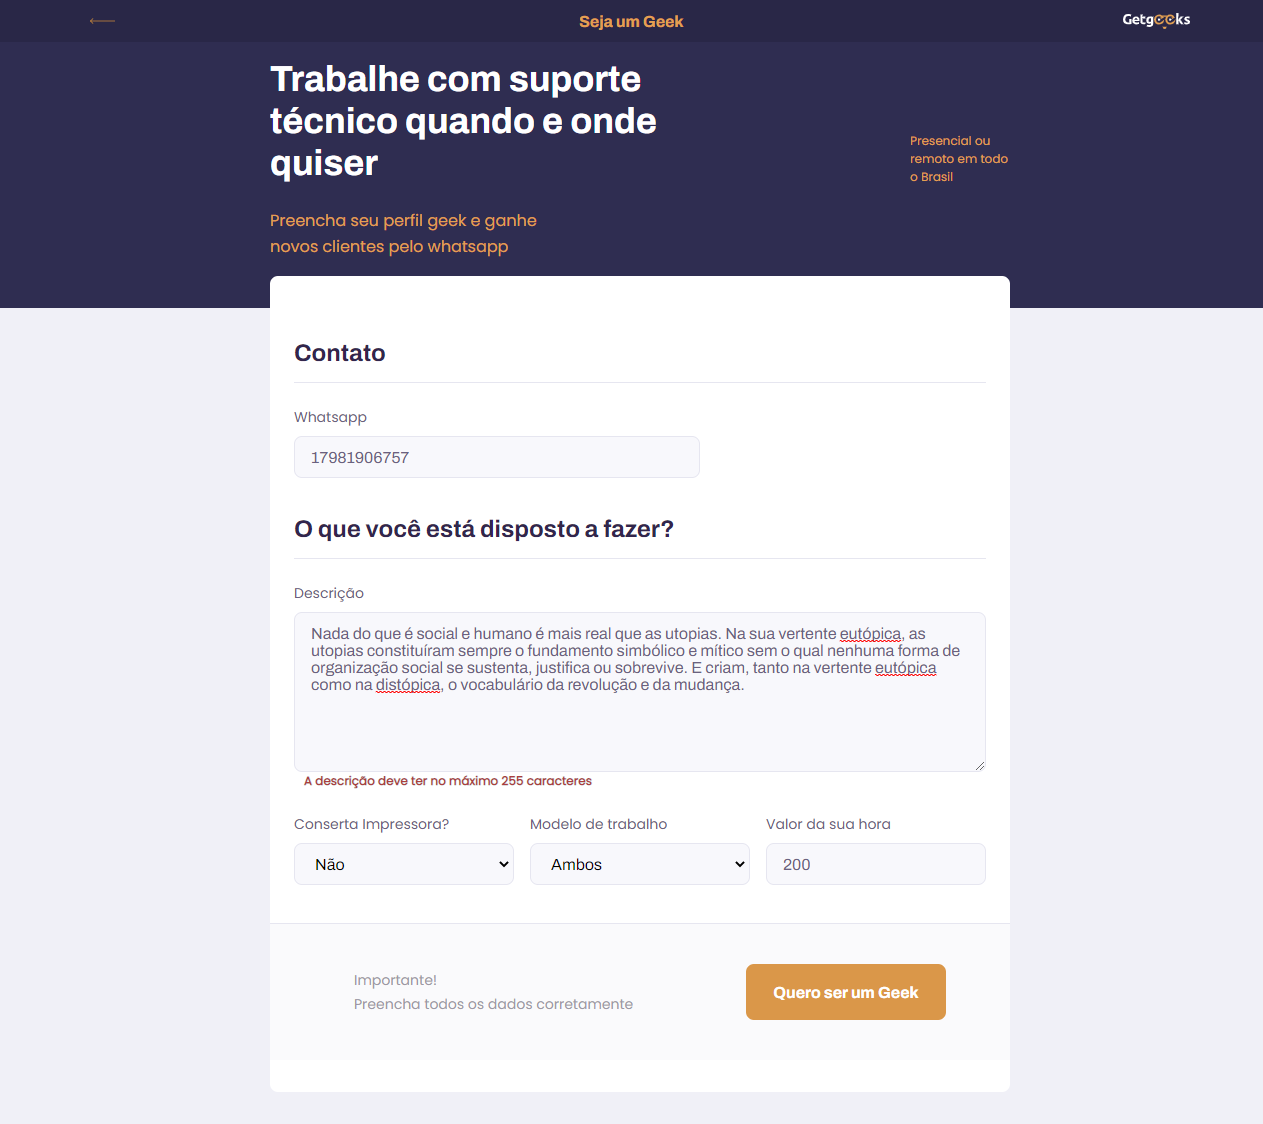 Seja um Geek
Getgeeks
Trabalhe com suporte
técnico quando e onde
quiser
Presencial ou
remoto em todo
o Brasil
Preencha seu perfil geek e ganhe
novos clientes pelo whatsapp
Contato
Whatsapp
17981906757
O que você está disposto a fazer?
Descrição
Nada do que é social e humano é mais real que as utopias. Na sua vertente eutópica, as
utopias constituíram sempre o fundamento simbólico e mítico sem o qual nenhuma forma de
organização social se sustenta, justifica ou sobrevive. E criam, tanto na vertente eutópica
como na distópica, o vocabulário da revolução e da mudança.
A descrição deve ter no máximo 255 caracteres
Conserta Impressora? Modelo de trabalho Valor da sua hora
Não Ambos 200
Importante!
Preencha todos os dados corretamente
Quero ser um Geek